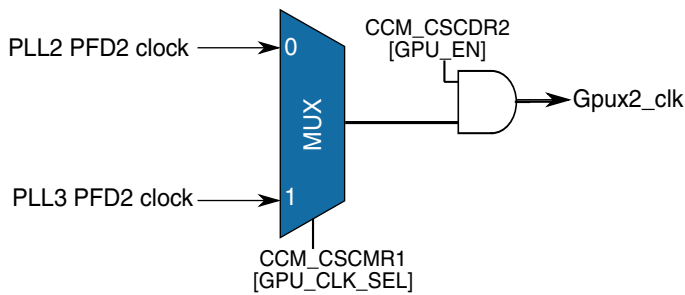 CCM_CSCDR2
[GPU_EN]
PLL2 PFD2 clock
0
MUX
Gpux2_clk
PLL3 PFD2 clock
1
CCM_CSCMR1
[GPU_CLK_SEL]